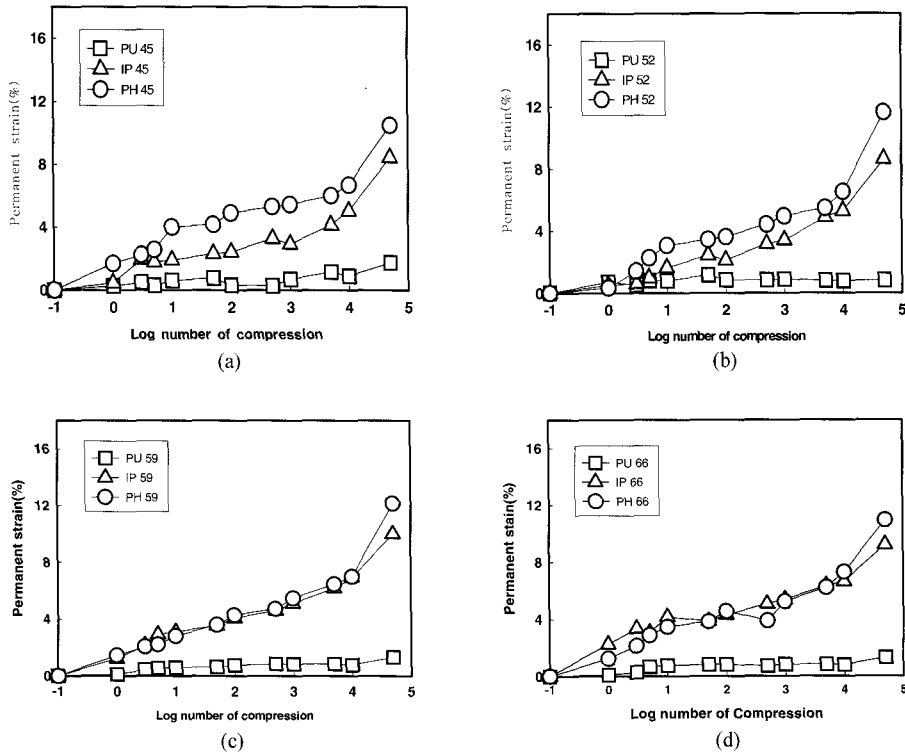 16
12
8
4
0
Permanent strain(%)
PU 45
IP 45
PH 45
-1 0 1 2 3 4 5
Log number of compression
(a)
16
12
8
4
0
Permanent strain(%)
PU 52
IP 52
PH 52
-1 0 1 2 3 4 5
Log number of compression
(b)
16
12
8
4
0
Permanent strain(%)
PU 59
IP 59
PH 59
-1 0 1 2 3 4 5
Log number of compression
(c)
16
12
8
4
0
Permanent stain(%)
PU 66
IP 66
PH 66
-1 0 1 2 3 4 5
Log number of Compression
(d)